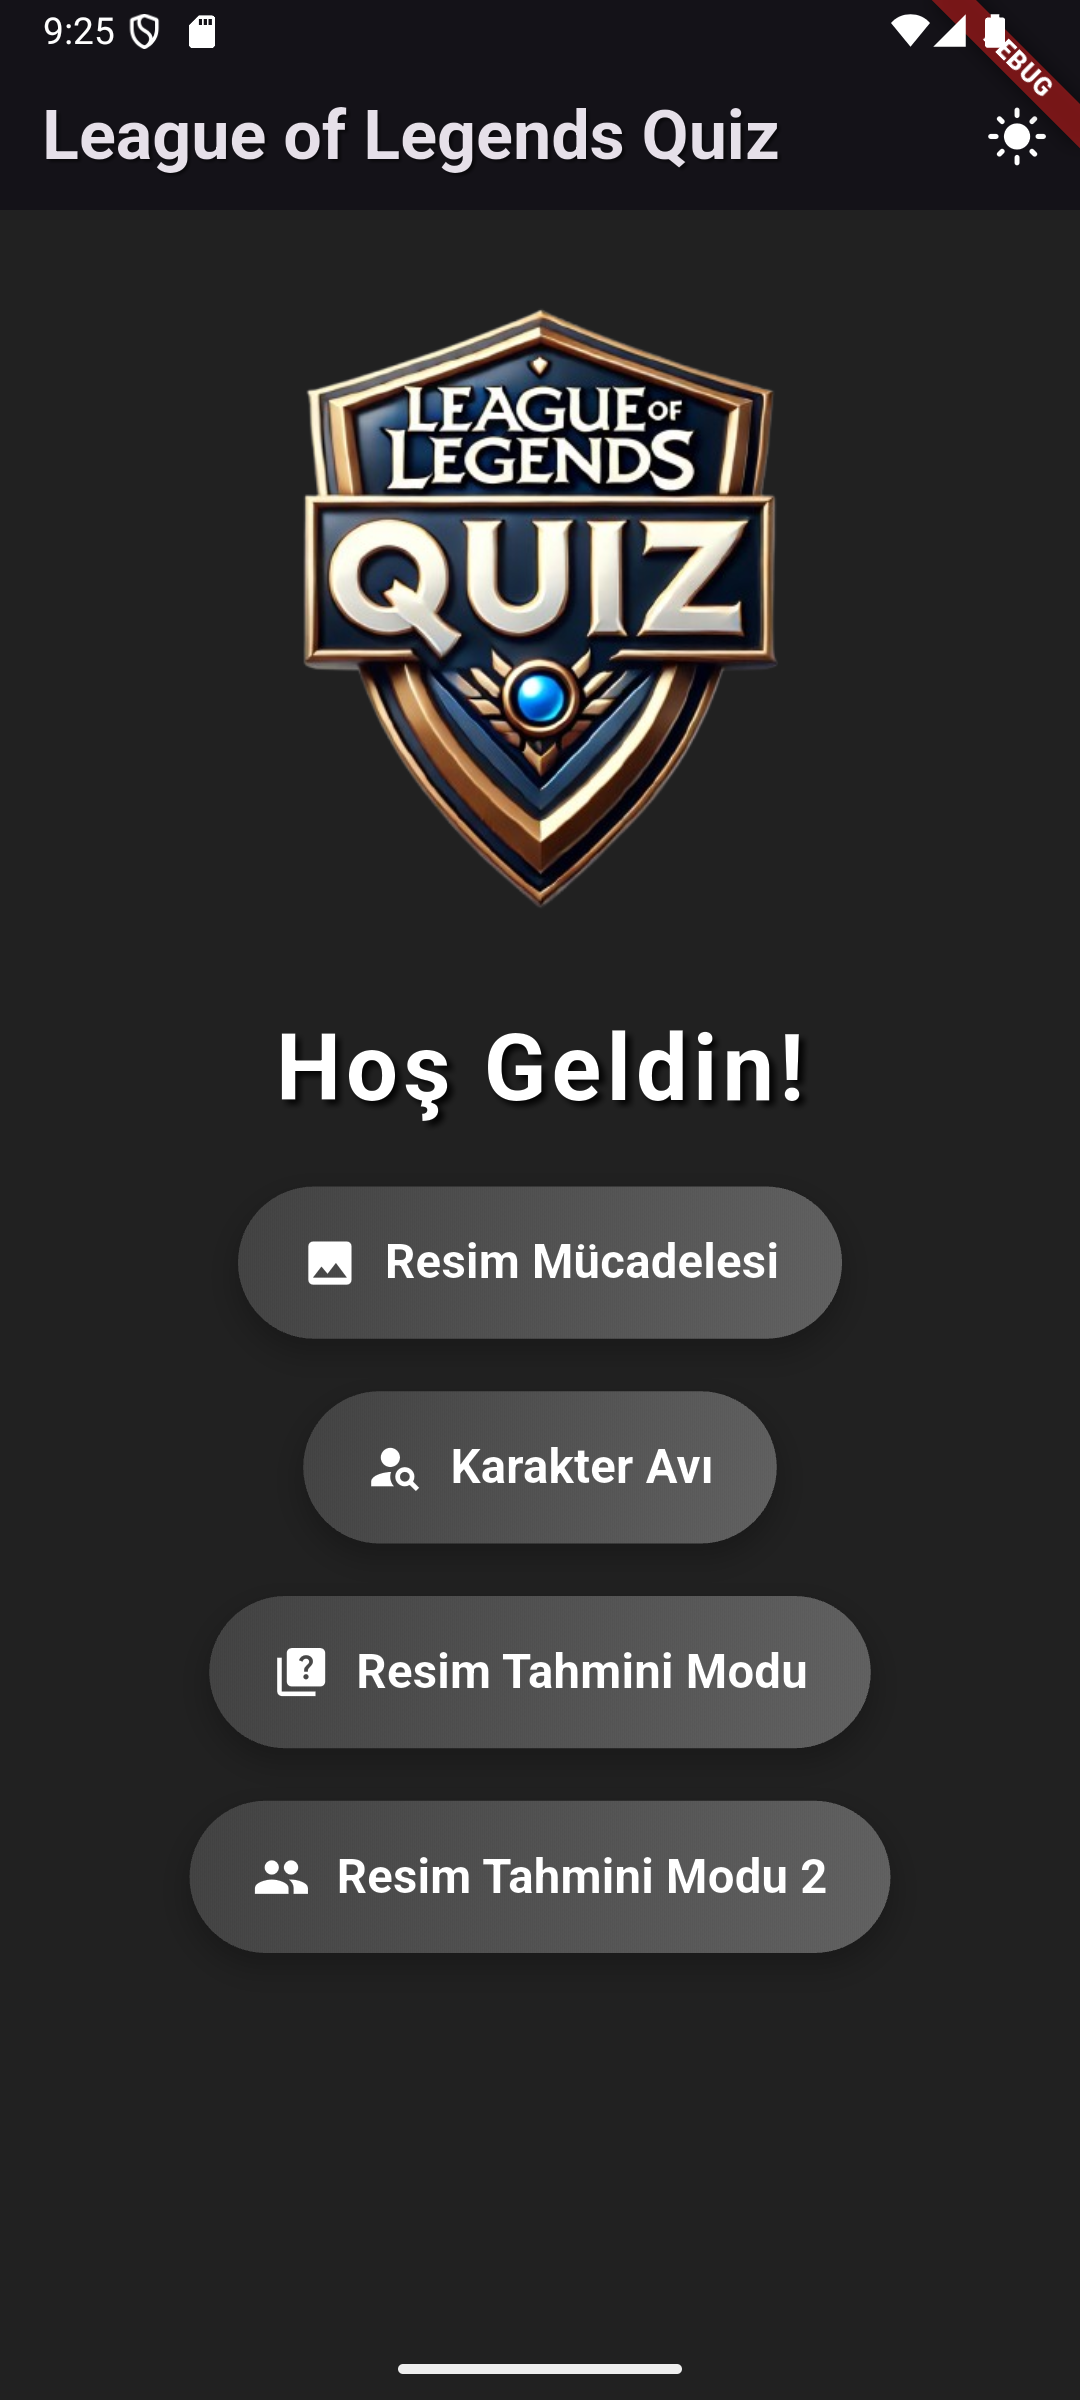 9:25
League of Legends Quiz
LEAGUE OF
LEGENDS
QUIZ
Hoş Geldin!
Resim Mücadelesi
Karakter Avı
Resim Tahmini Modu
Resim Tahmini Modu 2